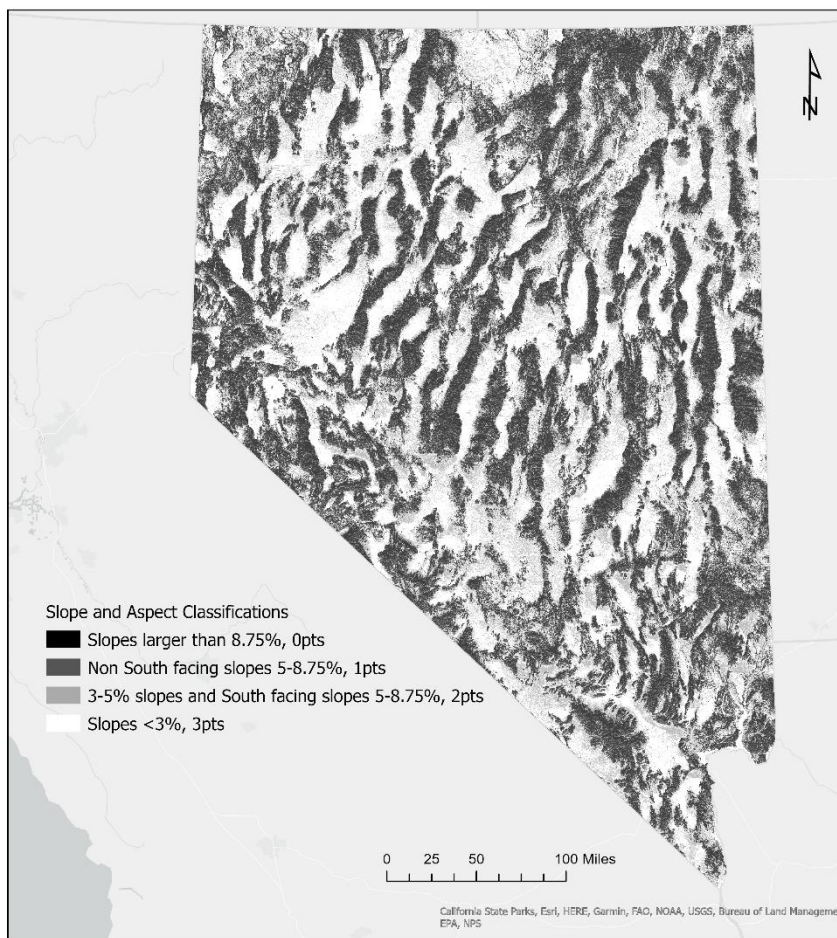 N
Slope and Aspect Classifications
Slopes larger than 8.75%, 0pts
Non South facing slopes 5-8.75%, 1pts
3-5% slopes and South facing slopes 5-8.75%, 2pts
Slopes <3%, 3pts
0 25 50 100 Miles
California State Parks, Esri, HERE, Garmin, FAO, NOAA, USGS, Bureau of Land Manageme
EPA, NPS